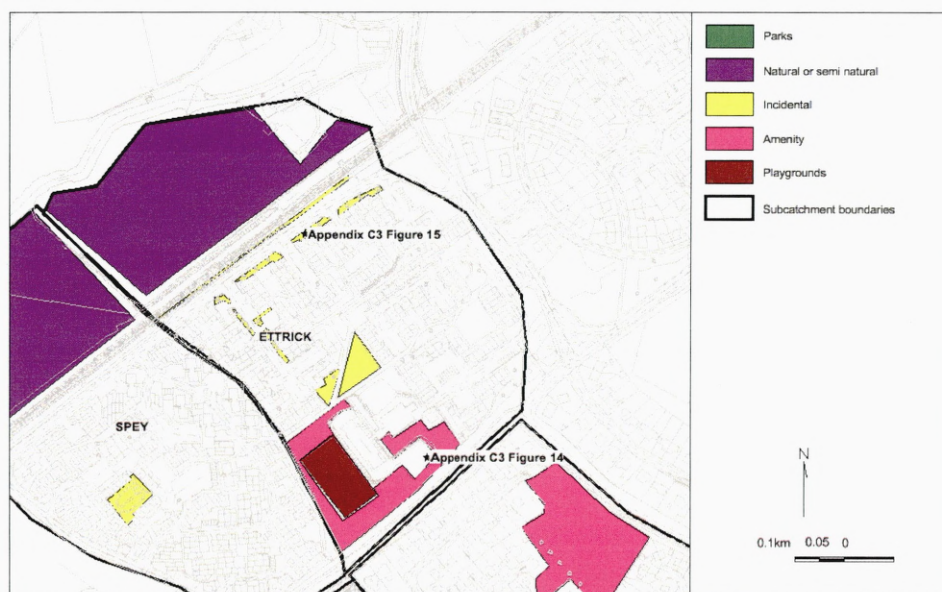 Parks
Natural or semi natural
Incidental
Amenity
Playgrounds
Subcatchment boundaries
Appendix C3 Figure 15
ETTRICK
SPEY
Appendix C3 Figure 14
N
0.1km 0.05 0